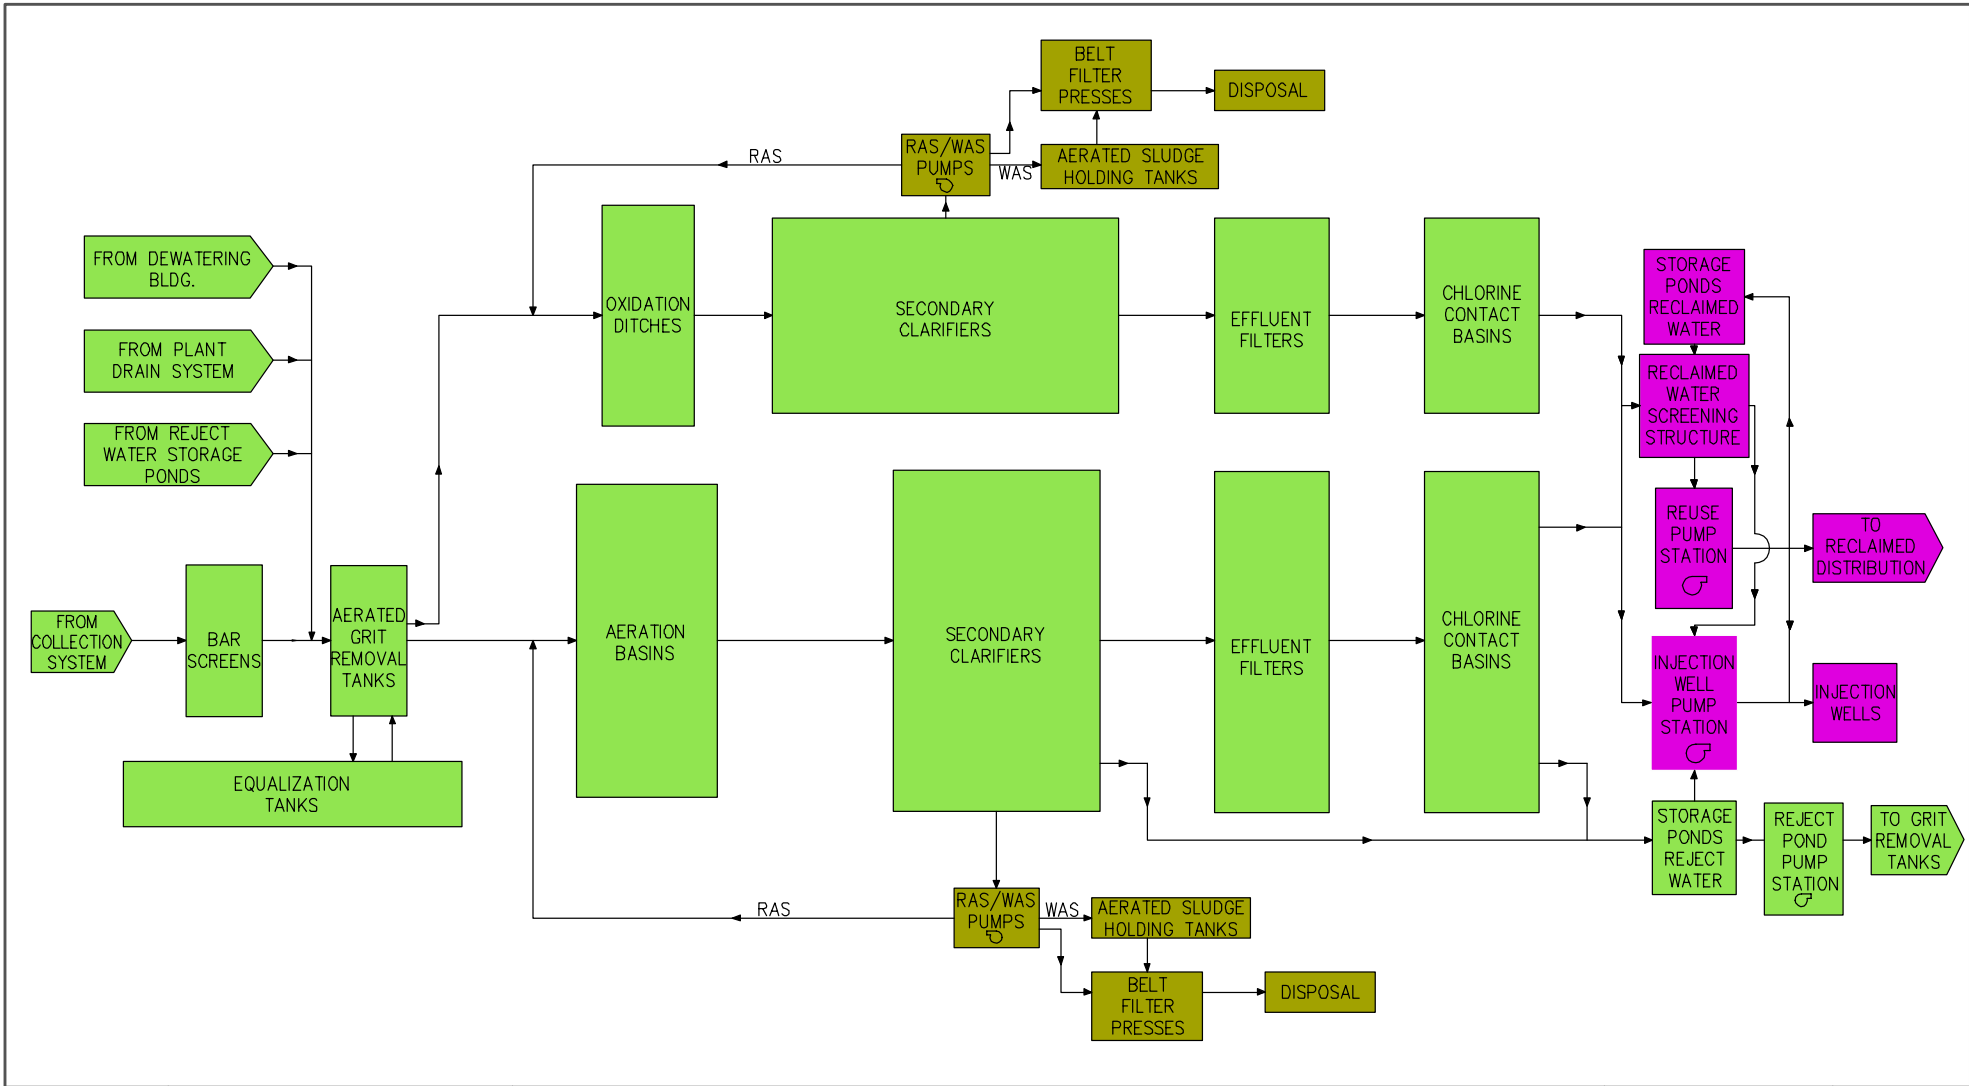 BELT
FILTER
PRESSES
DISPOSAL
RAS/WAS
PUMPS
RAS
WAS
AERATED SLUDGE
HOLDING TANKS
FROM DEWATERING
BLDG.
FROM PLANT
DRAIN SYSTEM
FROM REJECT
WATER STORAGE
PONDS
OXIDATION
DITCHES
SECONDARY
CLARIFIERS
EFFLUENT
FILTERS
CHLORINE
CONTACT
BASINS
STORAGE
PONDS
RECLAIMED
WATER
RECLAIMED
WATER
SCREENING
STRUCTURE
REUSE
PUMP
STATION
TO
RECLAIMED
DISTRIBUTION
FROM
COLLECTION
SYSTEM
BAR
SCREENS
AERATED
GRIT
REMOVAL
TANKS
EQUALIZATION
TANKS
AERATION
BASINS
SECONDARY
CLARIFIERS
EFFLUENT
FILTERS
CHLORINE
CONTACT
BASINS
INJECTION
WELL
PUMP
STATION
INJECTION
WELLS
STORAGE
PONDS
REJECT
WATER
REJECT
POND
PUMP
STATION
TO GRIT
REMOVAL
TANKS
RAS
RAS/WAS
PUMPS
WAS
AERATED SLUDGE
HOLDING TANKS
BELT
FILTER
PRESSES
DISPOSAL